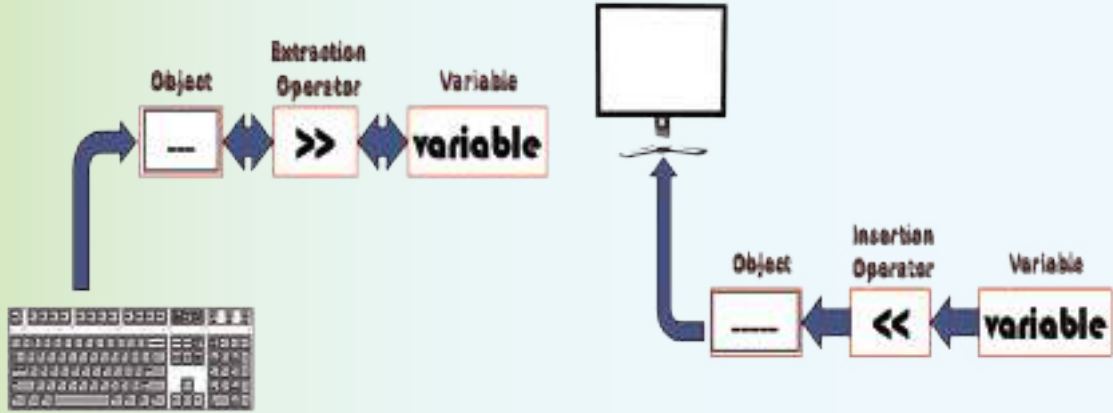 Object
Extraction
Operator
Variable
---
>>
variable
Object
Insertion
Operator
Variable
-----
<<
variable